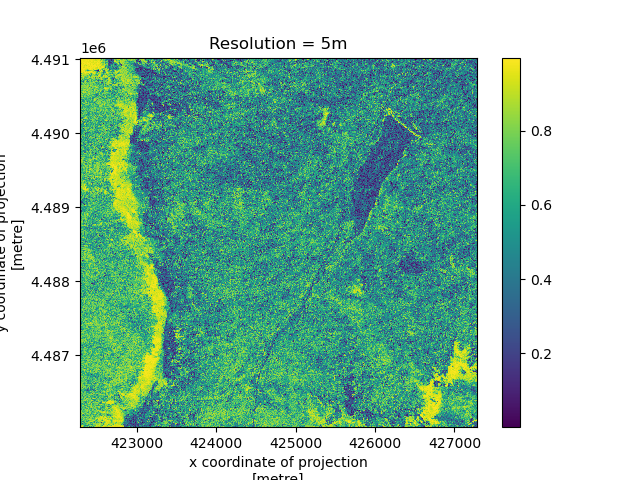 Resolution = 5m
1e6
4.491
4.490
4.489
4.488
4.487
y coordinate of projection
[metre]
423000 424000 425000 426000 427000
x coordinate of projection
[metre]
0.8
0.6
0.4
0.2